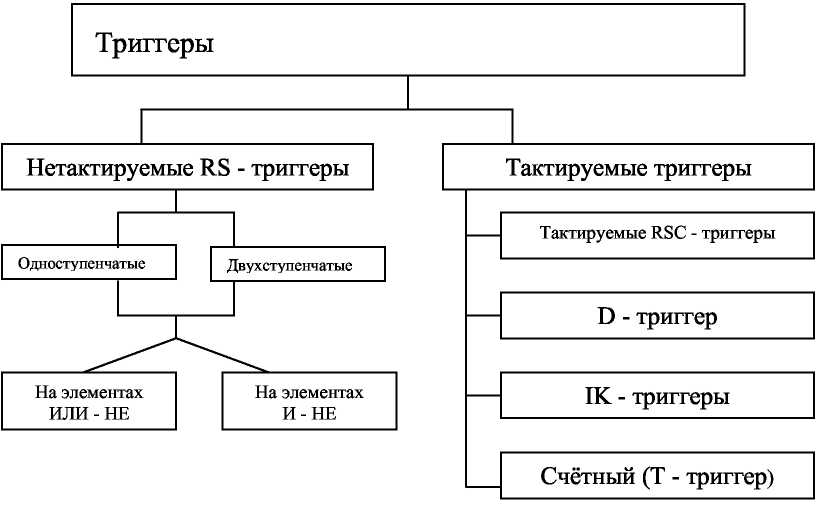 Триггеры
Нетактируемые RS - триггеры
Тактируемые триггеры
Одноступенчатые
Двухступенчатые
На элементах
ИЛИ - НЕ
На элементах
И - НЕ
Тактируемые RSC - триггеры
D - триггер
IK - триггеры
Счётный (Т - триггер)